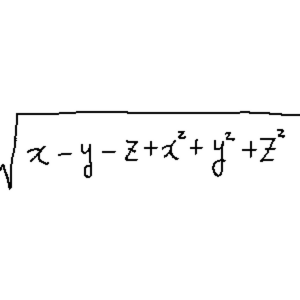 √(x - y - z + x² + y² + z²)